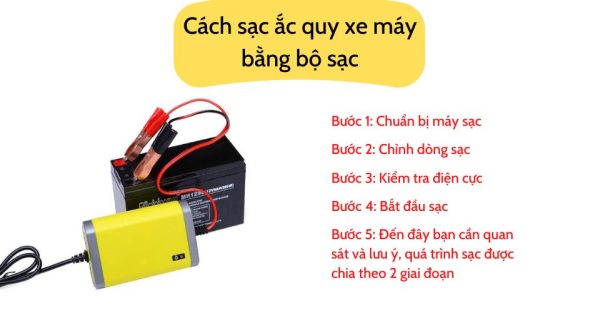 Cách sạc ắc quy xe máy
bằng bộ sạc
Bước 1: Chuẩn bị máy sạc
Bước 2: Chỉnh dòng sạc
Bước 3: Kiểm tra điện cực
Bước 4: Bắt đầu sạc
Bước 5: Đến đây bạn cần quan
sát và lưu ý, quá trình sạc được
chia theo 2 giai đoạn